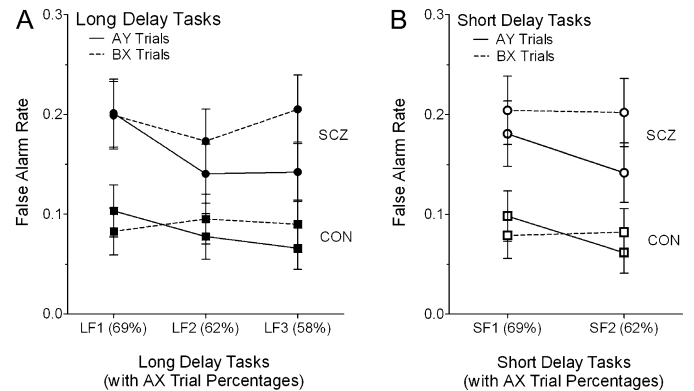 A
Long Delay Tasks
AY Trials
BX Trials
False Alarm Rate
0.3
0.2
0.1
0.0
SCZ
CON
LF1 (69%) LF2 (62%) LF3 (58%)
Long Delay Tasks
(with AX Trial Percentages)
B
Short Delay Tasks
AY Trials
BX Trials
False Alarm Rate
0.3
0.2
0.1
0.0
SCZ
CON
SF1 (69%) SF2 (62%)
Short Delay Tasks
(with AX Trial Percentages)